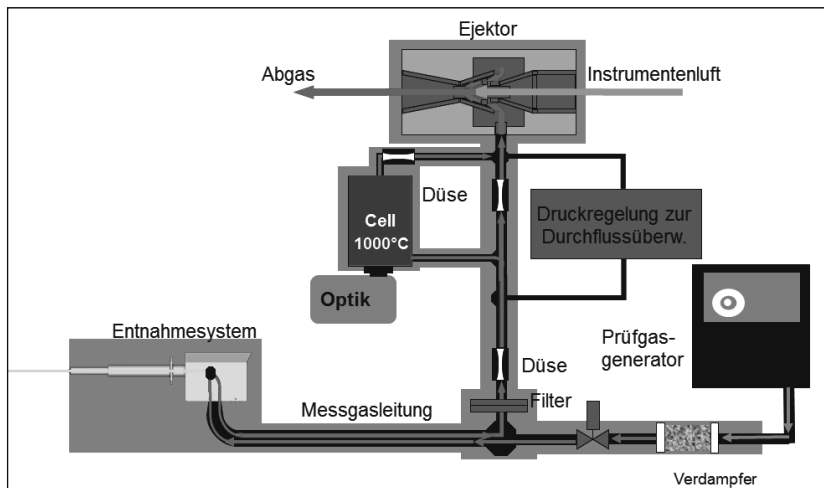 Ejektor
Abgas
Instrumentenluft
Düse
Cell
1000°C
Druckregelung zur
Durchflussüberw.
Optik
Entnahmesystem
Prüfgas-
generator
Düse
Filter
Messgasleitung
Verdampfer